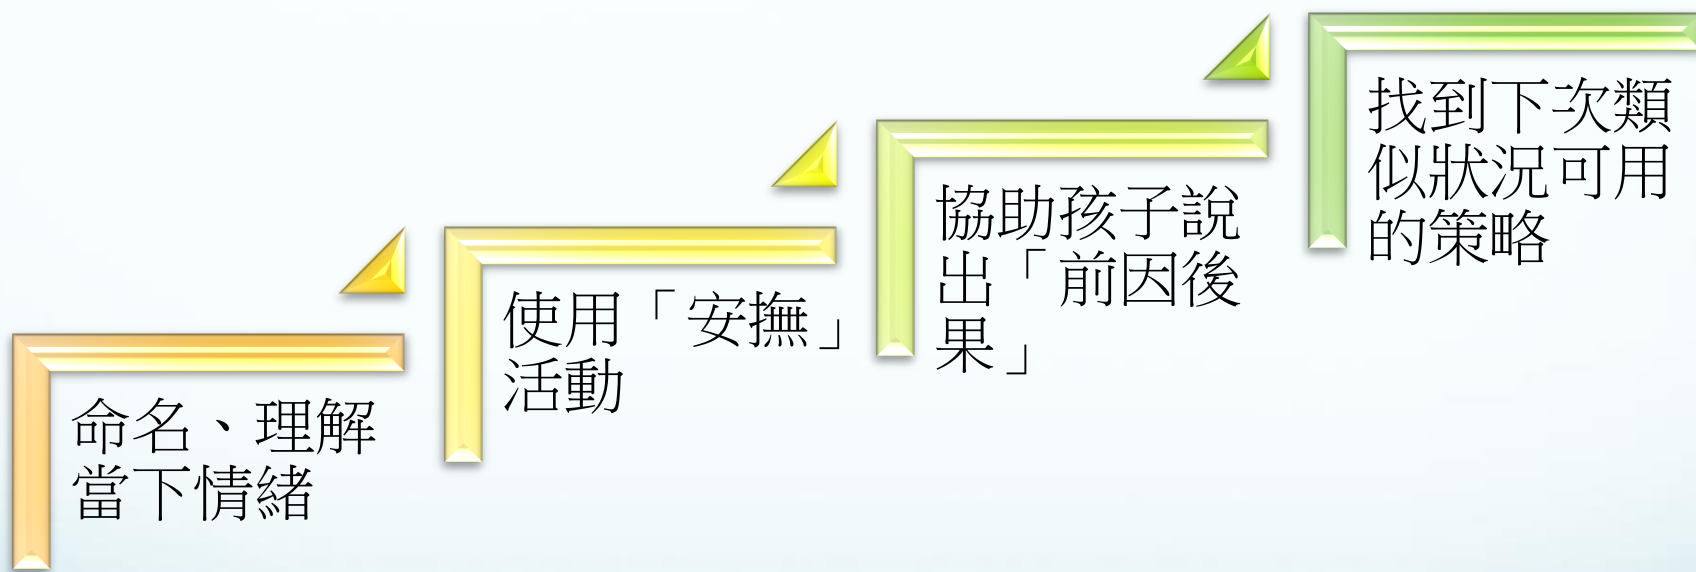 命名、理解
當下情緒
使用「安撫」
活動
協助孩子說
出「前因後
果」
找到下次類
似狀況可用
的策略